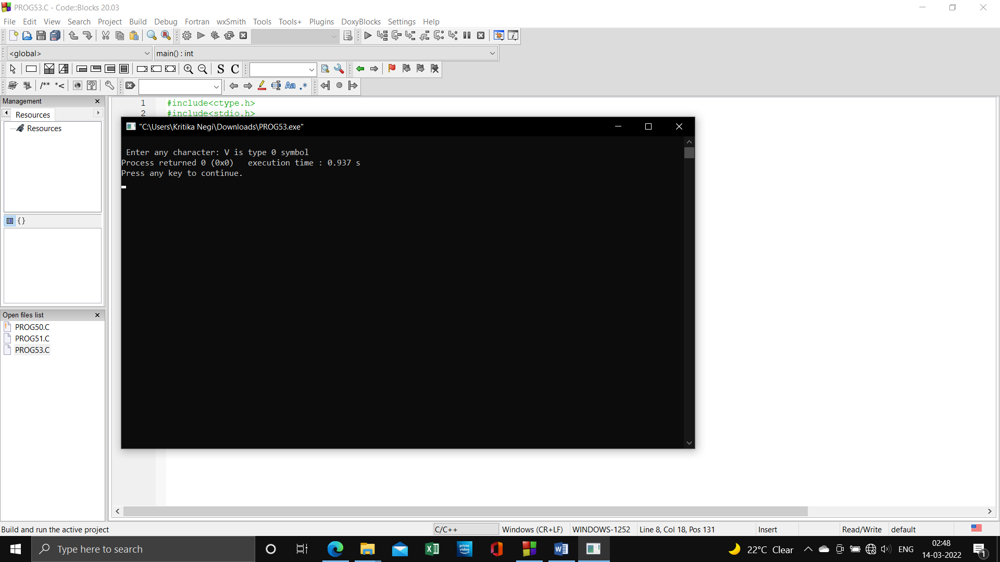 PROG53.C - Code::Blocks 20.03
File Edit View Search Project Build Debug Fortran wxSmith Tools Tools+ Plugins DoxyBlocks Settings Help
<global> main() : int
S C
/** *< Aa .*
Management
Resources
Resources
{}
Open files list
PROG50.C
PROG51.C
PROG53.C
1 #include<ctype.h>
2 #include<stdio.h>
"C:\Users\Kritika Negi\Downloads\PROG53.exe"
Enter any character: V is type 0 symbol
Process returned 0 (0x0)   execution time : 0.937 s
Press any key to continue.
Build and run the active project C/C++ Windows (CR+LF) WINDOWS-1252 Line 8, Col 18, Pos 131 Insert Read/Write default
Type here to search
prime video
22°C Clear
ENG
02:48
14-03-2022
1